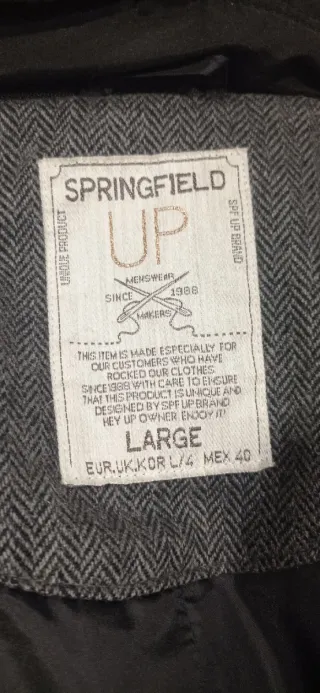 SPRINGFIELD
UP
UNIQUE PRODUCT
SPF UP BRAND
MENSWEAR
SINCE 1988
MAKERS
THIS ITEM IS MADE ESPECIALLY FOR
OUR CUSTOMERS WHO HAVE
ROCKED OUR CLOTHES
SINCE 1988 WITH CARE TO ENSURE
THAT THIS PRODUCT IS UNIQUE AND
DESIGNED BY SPF UP BRAND
HEY UP OWNER ENJOY IT!
LARGE
EUR.UK.KOR L/4 MEX 40